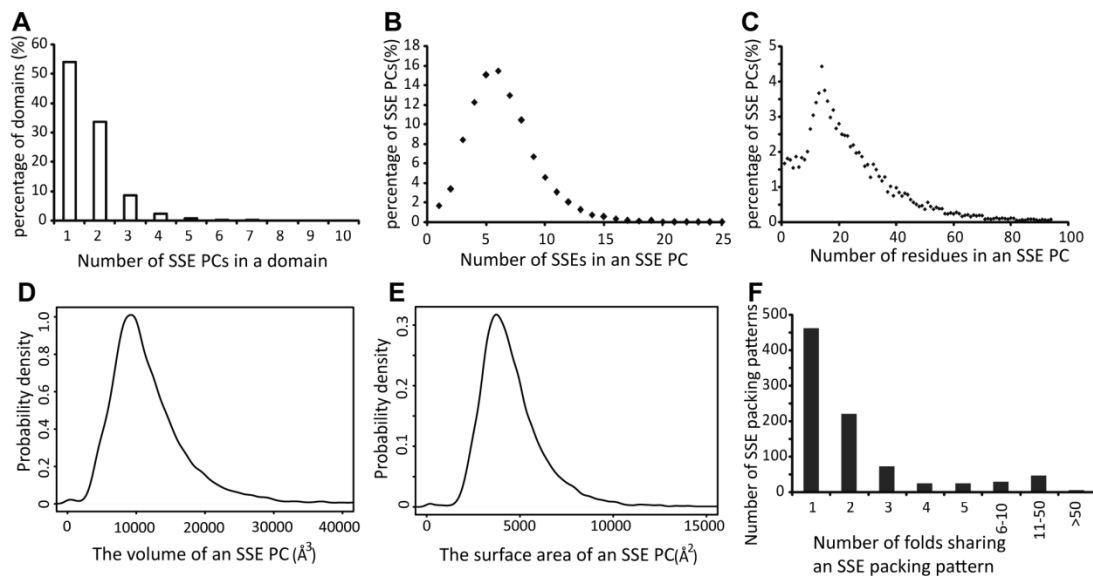 A
percentage of domains (%)
60
50
40
30
20
10
0
1 2 3 4 5 6 7 8 9 10
Number of SSE PCs in a domain
B
percentage of SSE PCs(%)
18
16
14
12
10
8
6
4
2
0
0 5 10 15 20 25
Number of SSEs in an SSE PC
C
percentage of SSE PCs(%)
5
4
3
2
1
0
0 20 40 60 80 100
Number of residues in an SSE PC
D
Probability density
1.0
0.8
0.6
0.4
0.2
0
0 10000 20000 30000 40000
The volume of an SSE PC(Å³)
E
Probability density
0.3
0.2
0.1
0
0 5000 10000 15000
The surface area of an SSE PC(Å²)
F
Number of SSE packing patterns
500
400
300
200
100
0
1 2 3 4 5 6-10 11-50 >50
Number of folds sharing
an SSE packing pattern